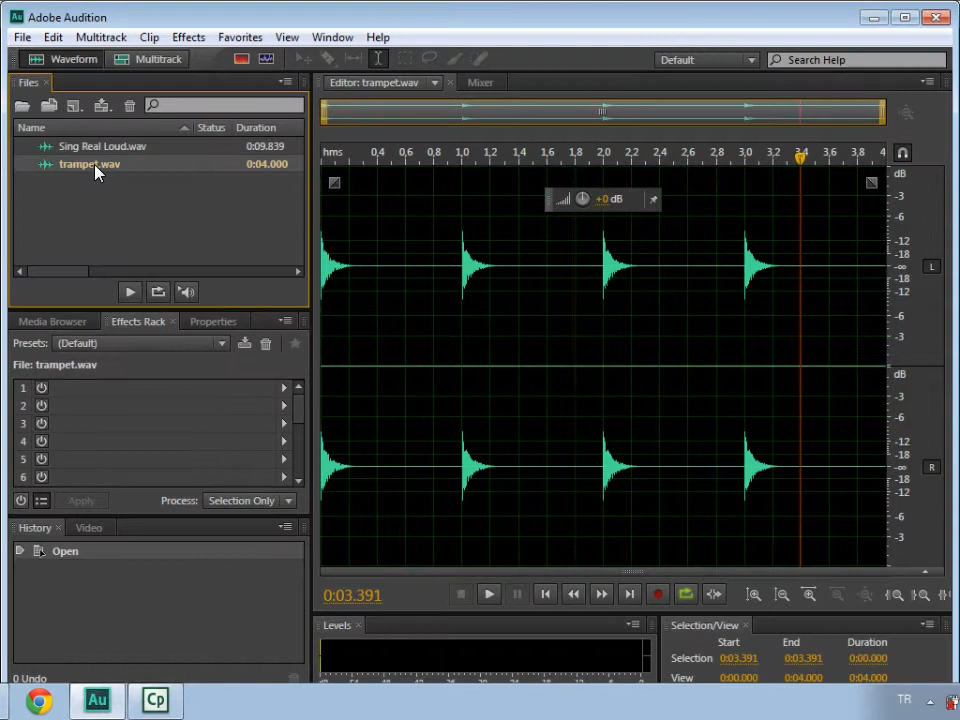 Au Adobe Audition
File Edit Multitrack Clip Effects Favorites View Window Help
Waveform Multitrack Default Search Help
Files × Editor: trampet.wav Mixer
Name Status Duration
Sing Real Loud.wav 0:09.839
trampet.wav 0:04.000
hms 1,0 0,4 0,6 0,8 1,0 1,2 1,4 1,6 1,8 2,0 2,2 2,4 2,6 2,8 3,0 3,2 3,4 3,6 3,8 4
dB
-3
-6
-12
-18
-∞
-18
-12
-6
-3
L
+0 dB
dB
-3
-6
-12
-18
-∞
-18
-12
-6
-3
R
Media Browser Effects Rack × Properties
Presets: (Default)
File: trampet.wav
1
2
3
4
5
6
Apply Process: Selection Only
History × Video
Open
0 Undo
0:03.391
Levels × Selection/View ×
Start End Duration
Selection 0:03.391 0:03.391 0:00.000
View 0:00.000 0:04.000 0:04.000
Au Cp TR